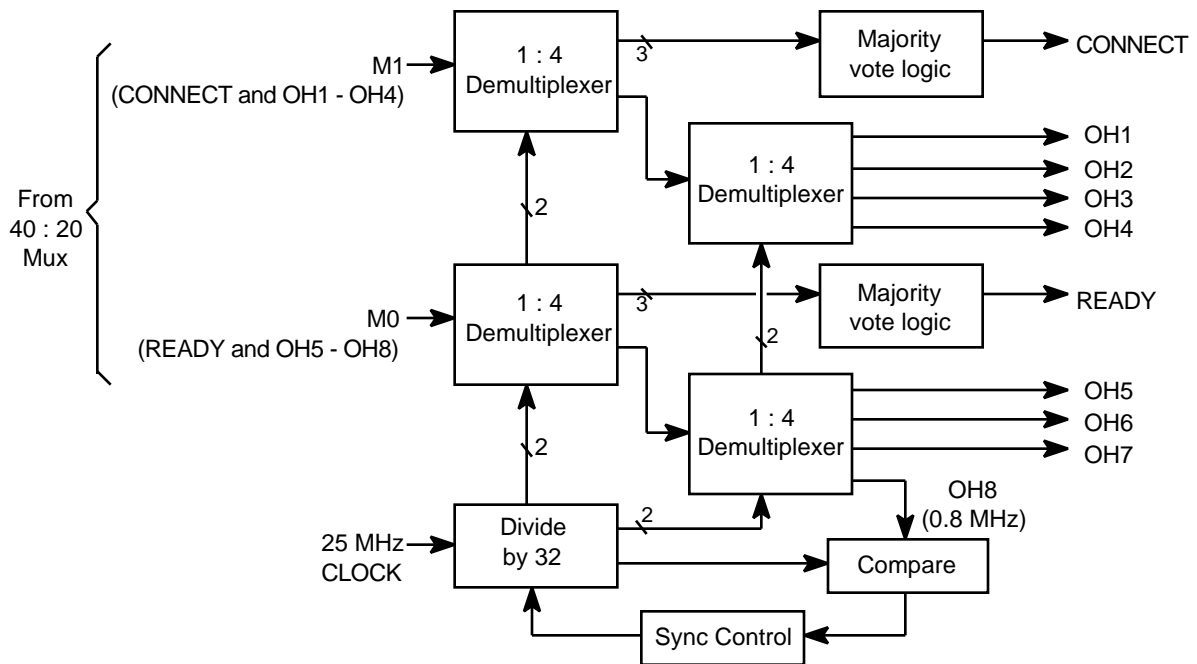 1 : 4
Demultiplexer
3
Majority
vote logic
CONNECT
M1
(CONNECT and OH1 - OH4)
1 : 4
Demultiplexer
OH1
OH2
OH3
OH4
From
40 : 20
Mux
2
1 : 4
Demultiplexer
3
Majority
vote logic
READY
M0
(READY and OH5 - OH8)
2
1 : 4
Demultiplexer
OH5
OH6
OH7
2
OH8
(0.8 MHz)
25 MHz
CLOCK
Divide
by 32
2
Compare
Sync Control